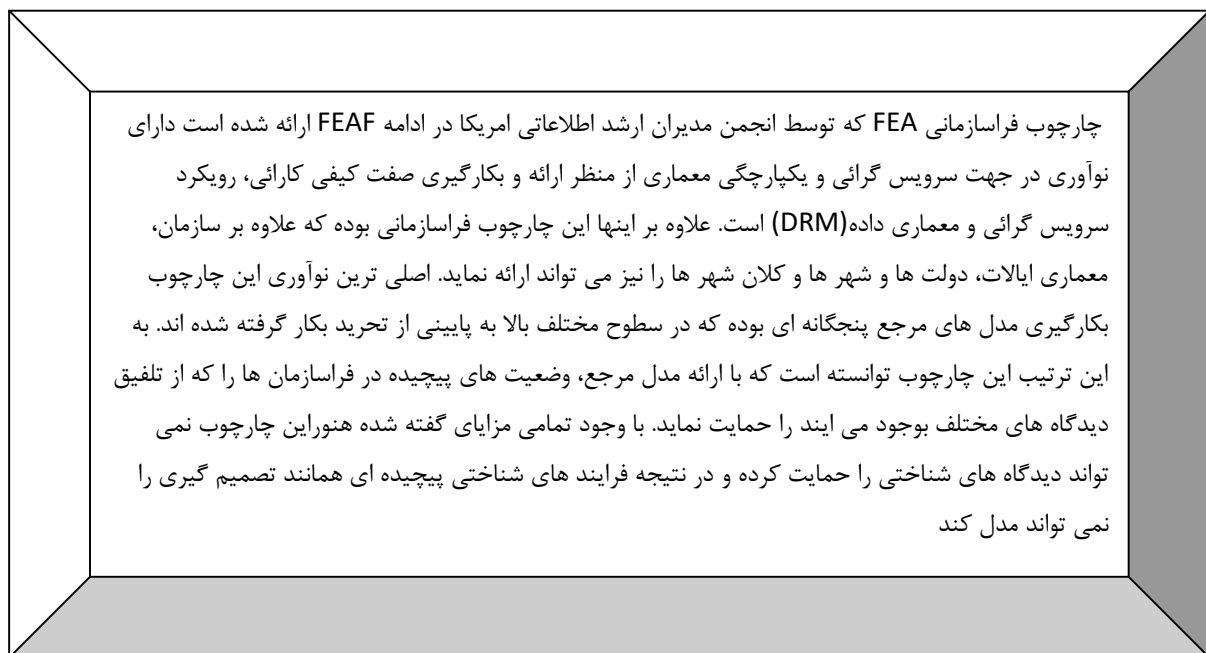 چارچوب فراسازمانی FEA که توسط انجمن مدیران ارشد اطلاعاتی امریکا در ادامه FEAF ارائه شده است دارای
نوآوری در جهت سرویس گرائی و یکپارچگی معماری از منظر ارائه و بکارگیری صفت کیفی کارائی، رویکرد
سرویس گرائی و معماری داده(DRM) است. علاوه بر اینها این چارچوب فراسازمانی بوده که علاوه بر سازمان،
معماری ایالات، دولت ها و شهر ها و کلان شهر ها را نیز می تواند ارائه نماید. اصلی ترین نوآوری این چارچوب
بکارگیری مدل های مرجع پنجگانه ای بوده که در سطوح مختلف بالا به پایینی از تحرید بکار گرفته شده اند. به
این ترتیب این چارچوب توانسته است که با ارائه مدل مرجع، وضعیت های پیچیده در فراسازمان ها را که از تلفیق
دیدگاه های مختلف بوجود می ایند را حمایت نماید. با وجود تمامی مزایای گفته شده هنوراین چارچوب نمی
تواند دیدگاه های شناختی را حمایت کرده و در نتیجه فرایند های شناختی پیچیده ای همانند تصمیم گیری را
نمی تواند مدل کند